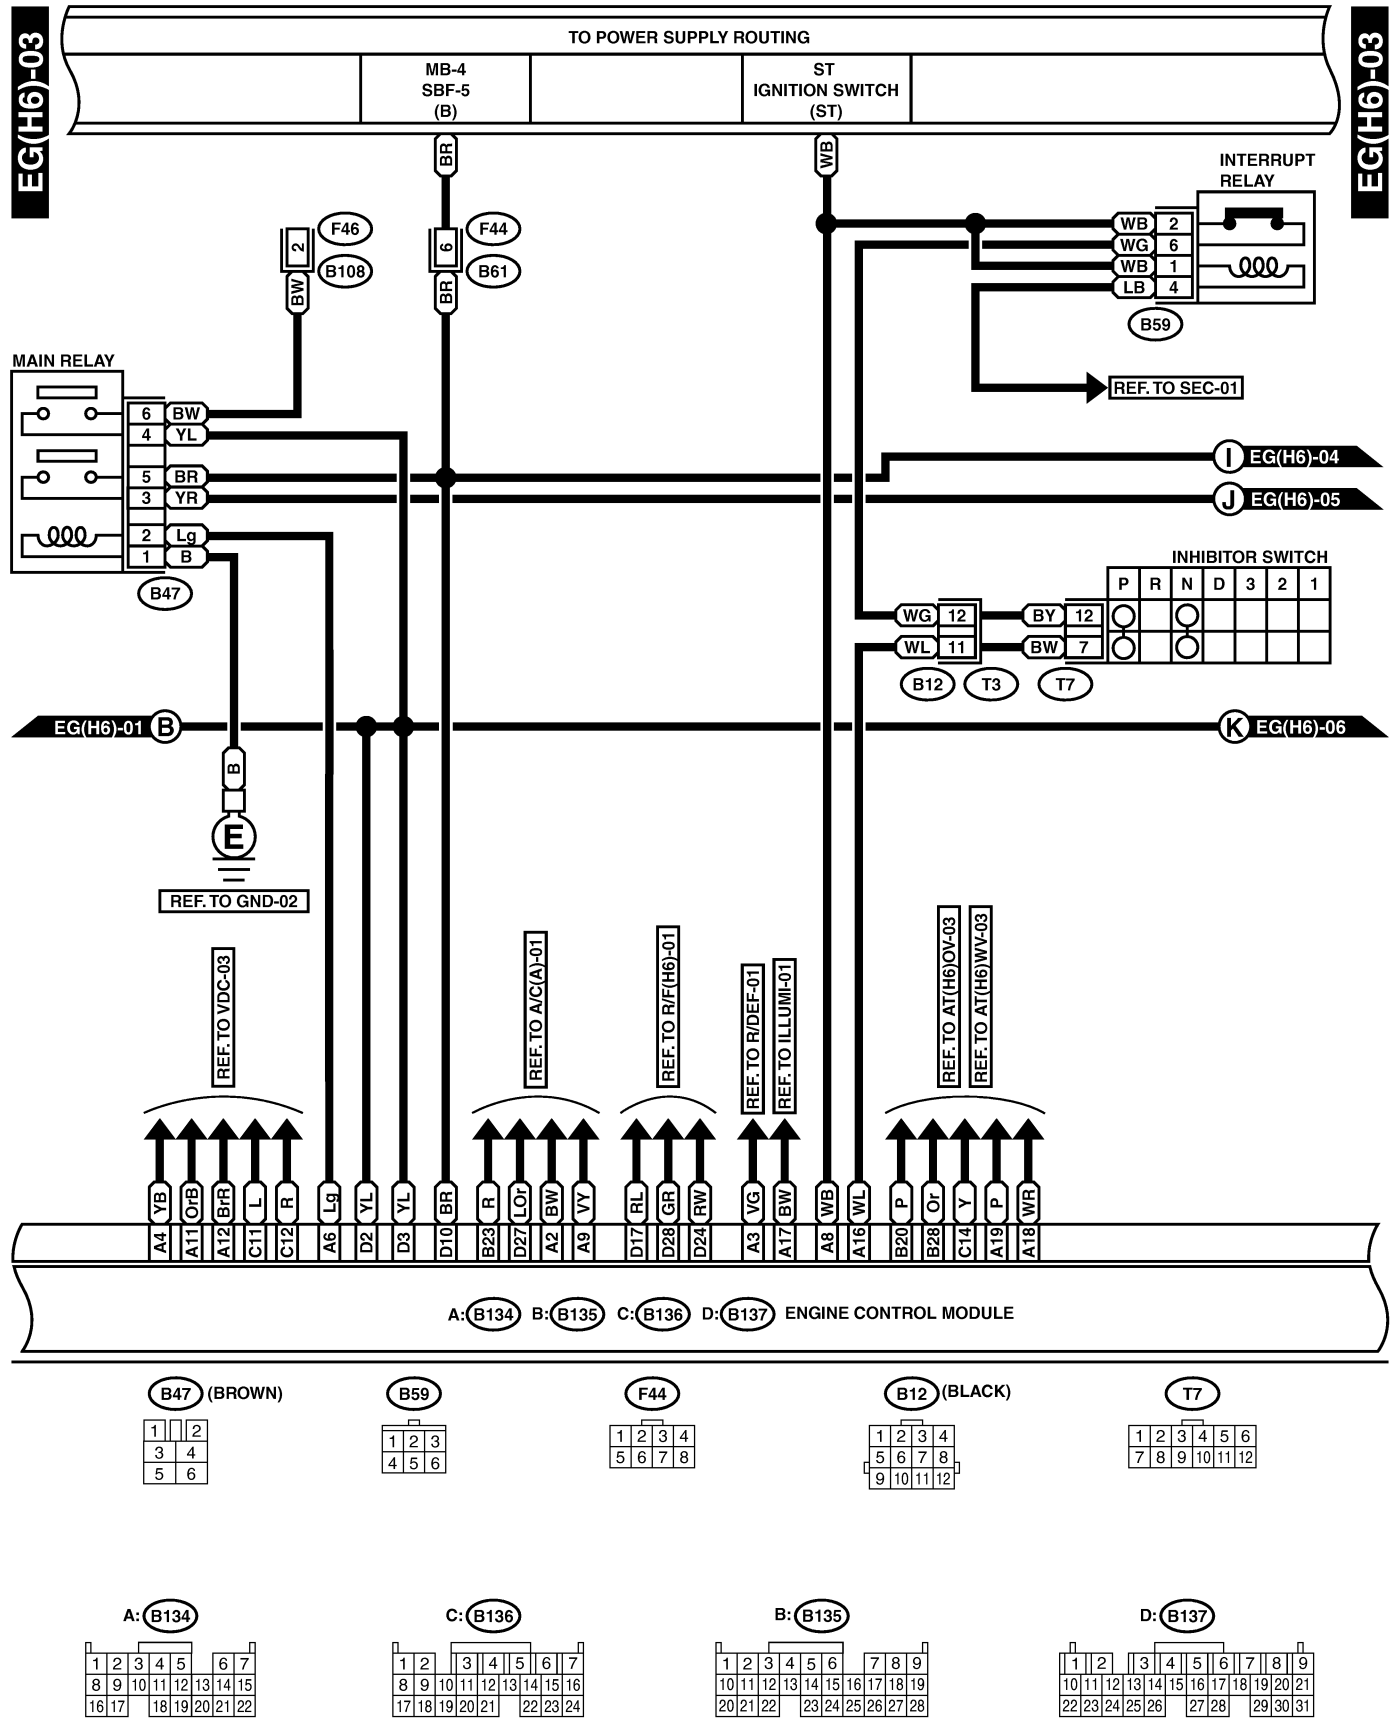 EG(H6)-03
EG(H6)-03
TO POWER SUPPLY ROUTING
MB-4
SBF-5
(B)
ST
IGNITION SWITCH
(ST)
BR
WB
INTERRUPT
RELAY
F46
2
B108
BW
F44
6
B61
BR
WB 2
WG 6
WB 1
LB 4
B59
REF. TO SEC-01
MAIN RELAY
6 BW
4 YL
5 BR
3 YR
2 Lg
1 B
B47
I EG(H6)-04
J EG(H6)-05
INHIBITOR SWITCH
P R N D 3 2 1
WG 12 BY 12
WL 11 BW 7
B12 T3 T7
EG(H6)-01 B
K EG(H6)-06
B
E
REF. TO GND-02
REF. TO VDC-03
REF. TO A/C(A)-01
REF. TO R/F(H6)-01
REF. TO R/DEF-01
REF. TO ILLUMI-01
REF. TO AT(H6)OV-03
REF. TO AT(H6)WV-03
YB OrB BrR L R Lg YL YL BR R LOr BW VY RL GR RW VG BW WB WL P Or Y P WR
A4 A11 A12 C11 C12 A6 D2 D3 D10 B23 D27 A2 A9 D17 D28 D24 A3 A17 A8 A16 B20 B28 C14 A19 A18
A: B134 B: B135 C: B136 D: B137 ENGINE CONTROL MODULE
B47 (BROWN)
1 2
3 4
5 6
B59
1 2 3
4 5 6
F44
1 2 3 4
5 6 7 8
B12 (BLACK)
1 2 3 4
5 6 7 8
9 10 11 12
T7
1 2 3 4 5 6
7 8 9 10 11 12
A: B134
1 2 3 4 5 6 7
8 9 10 11 12 13 14 15
16 17 18 19 20 21 22
C: B136
1 2 3 4 5 6 7
8 9 10 11 12 13 14 15 16
17 18 19 20 21 22 23 24
B: B135
1 2 3 4 5 6 7 8 9
10 11 12 13 14 15 16 17 18 19
20 21 22 23 24 25 26 27 28
D: B137
1 2 3 4 5 6 7 8 9
10 11 12 13 14 15 16 17 18 19 20 21
22 23 24 25 26 27 28 29 30 31